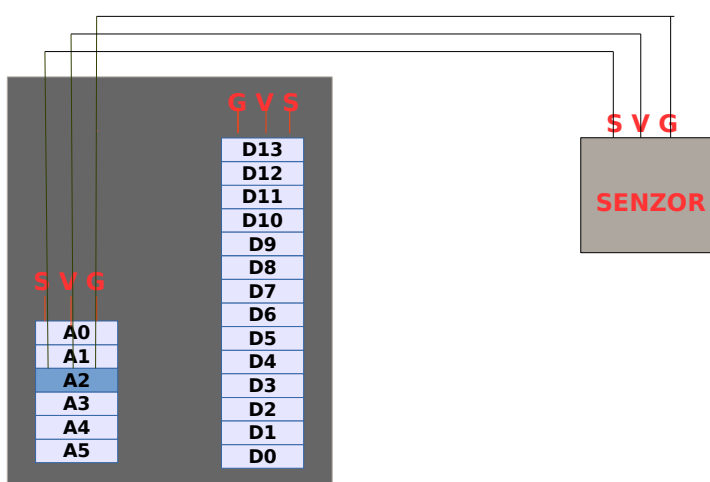 G V S
S V G
D13
D12
D11
D10
SENZOR
D9
D8
D7
S V G
D6
A0
D5
A1
D4
A2
D3
A3
D2
A4
D1
A5
D0